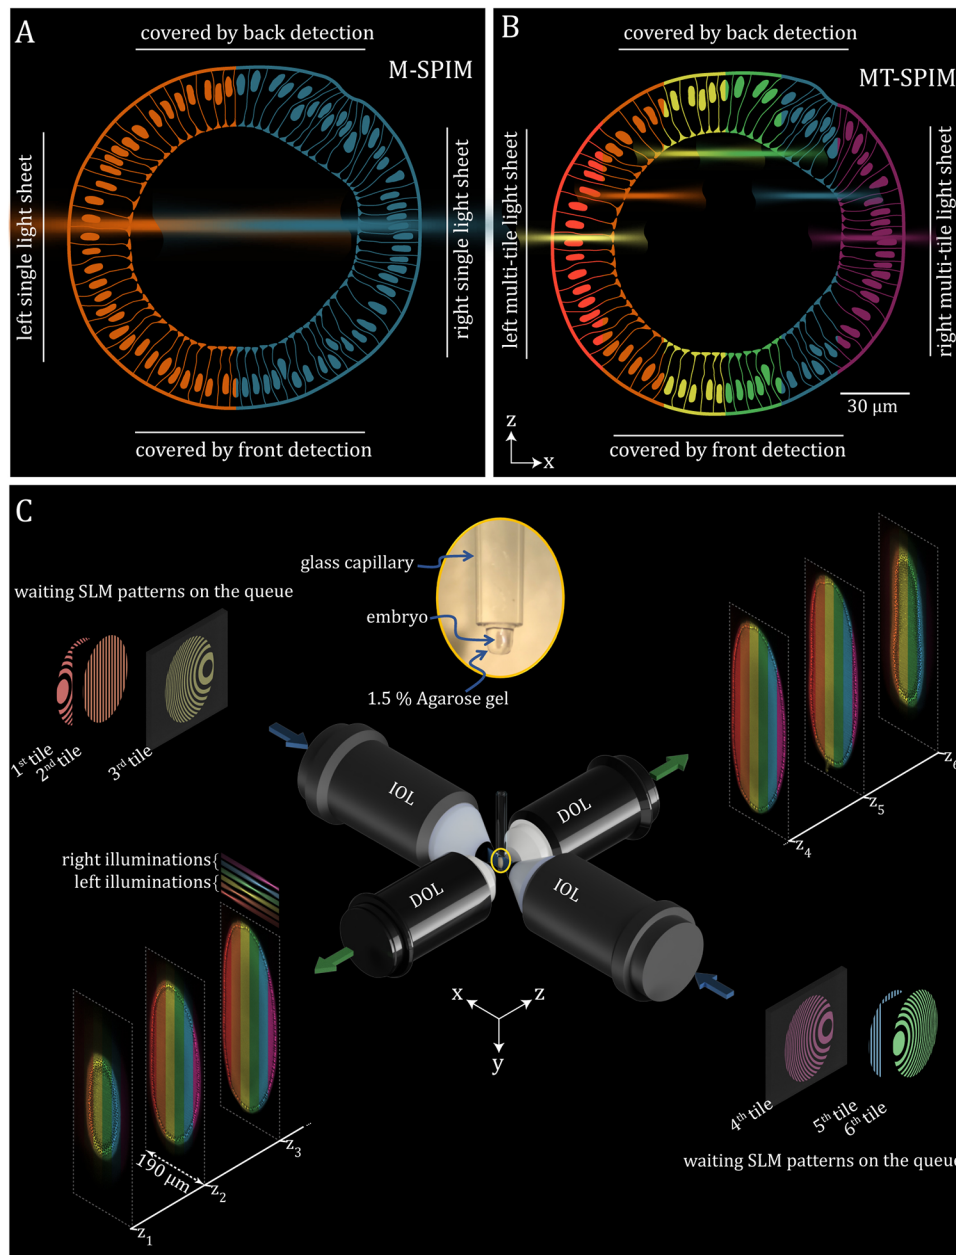 A
covered by back detection
M-SPIM
left single light sheet
right single light sheet
covered by front detection
B
covered by back detection
MT-SPIM
left multi-tile light sheet
right multi-tile light sheet
30 µm
z
x
covered by front detection
C
glass capillary
embryo
1.5 % Agarose gel
waiting SLM patterns on the queue
1st tile
2nd tile
3rd tile
IOL
DOL
DOL
IOL
z4
z5
z6
right illuminations{
left illuminations{
190 µm
z1
z2
z3
x
z
y
4th tile
5th tile
6th tile
waiting SLM patterns on the queue